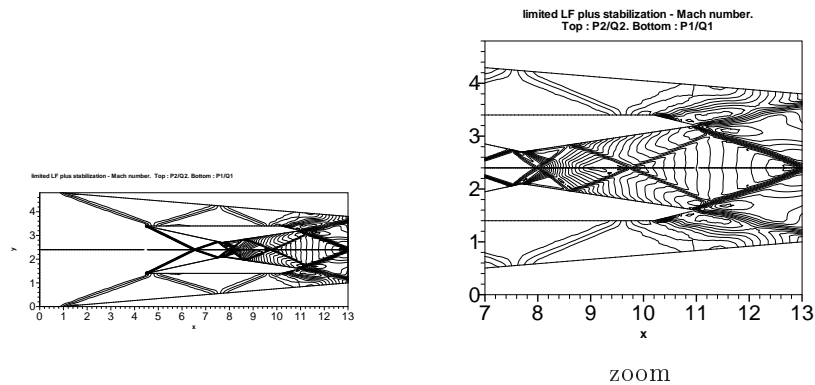 limited LF plus stabilization - Mach number. Top : P2/Q2. Bottom : P1/Q1
4
3
2
1
0
y
0 1 2 3 4 5 6 7 8 9 10 11 12 13
x
limited LF plus stabilization - Mach number.
Top : P2/Q2. Bottom : P1/Q1
4
3
2
1
0
7 8 9 10 11 12 13
x
zoom